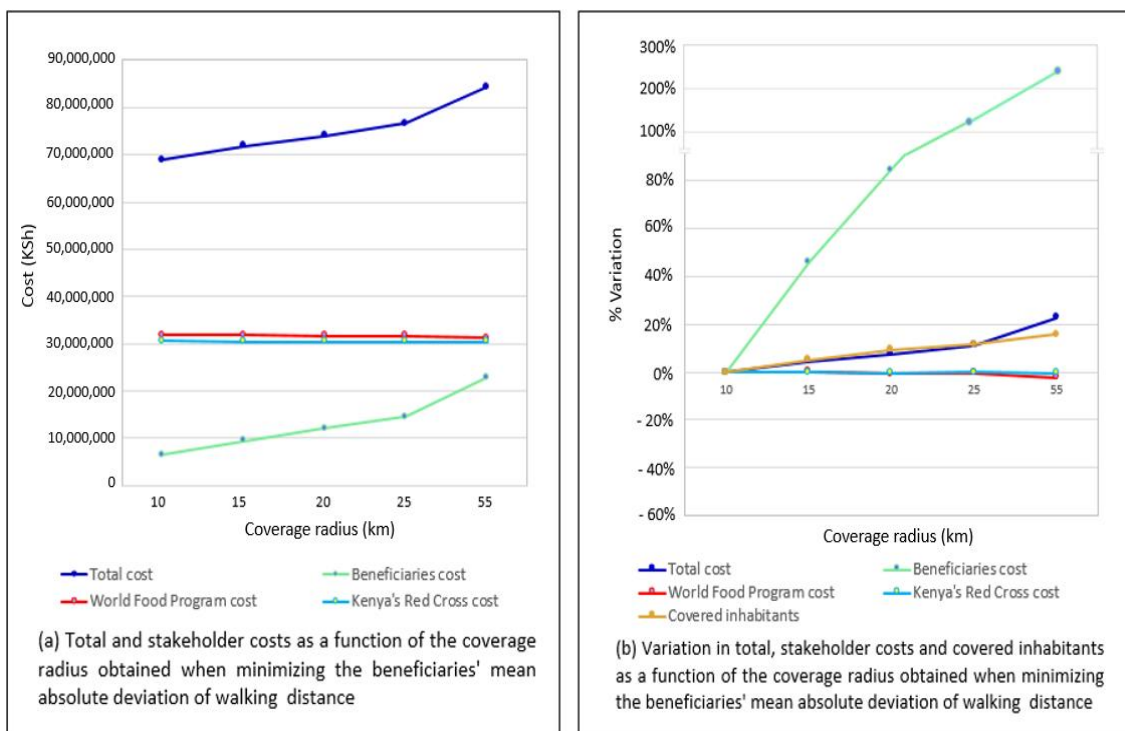 90,000,000
80,000,000
70,000,000
60,000,000
50,000,000
40,000,000
30,000,000
20,000,000
10,000,000
0
Cost (KSh)
10 15 20 25 55
Coverage radius (km)
Total cost Beneficiaries cost
World Food Program cost Kenya's Red Cross cost
(a) Total and stakeholder costs as a function of the coverage
radius obtained when minimizing the beneficiaries' mean
absolute deviation of walking distance
300%
200%
100%
80%
60%
40%
20%
0%
- 20%
- 40%
- 60%
% Variation
10 15 20 25 55
Coverage radius (km)
Total cost Beneficiaries cost
World Food Program cost Kenya's Red Cross cost
Covered inhabitants
(b) Variation in total, stakeholder costs and covered inhabitants
as a function of the coverage radius obtained when minimizing
the beneficiaries' mean absolute deviation of walking distance